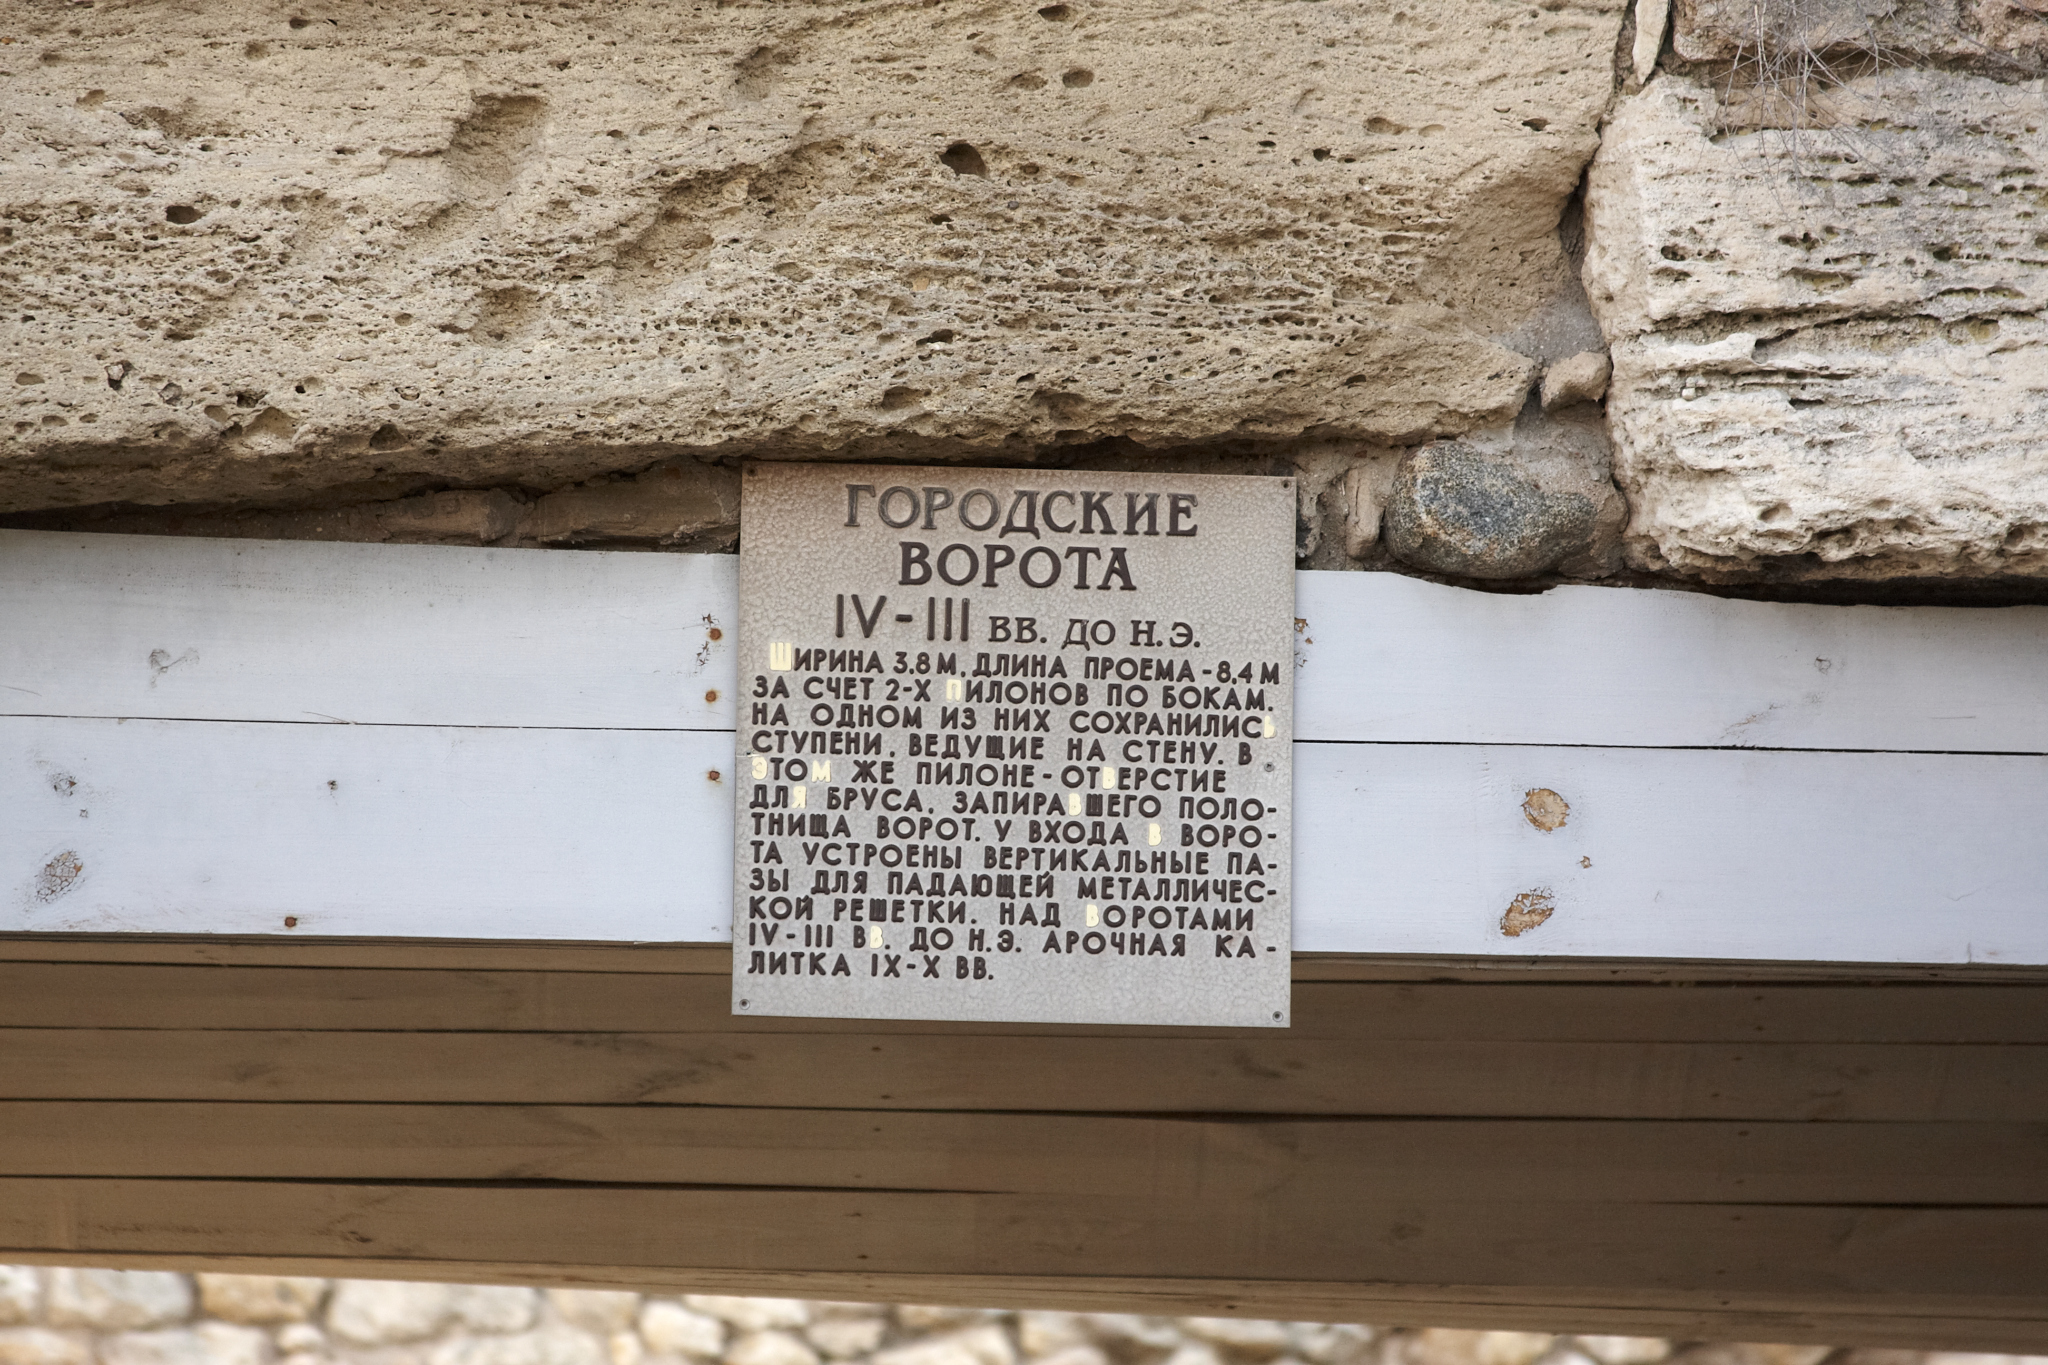 ГОРОДСКИЕ
ВОРОТА
IV-III ВВ. ДО Н.Э.
ШИРИНА 3,8 М, ДЛИНА ПРОЕМА - 8,4 М
ЗА СЧЕТ 2-Х ПИЛОНОВ ПО БОКАМ.
НА ОДНОМ ИЗ НИХ СОХРАНИЛИСЬ
СТУПЕНИ, ВЕДУЩИЕ НА СТЕНУ. В
ЭТОМ ЖЕ ПИЛОНЕ - ОТВЕРСТИЕ
ДЛЯ БРУСА, ЗАПИРАВШЕГО ПОЛО-
ТНИЩА ВОРОТ. У ВХОДА В ВОРО-
ТА УСТРОЕНЫ ВЕРТИКАЛЬНЫЕ ПА-
ЗЫ ДЛЯ ПАДАЮЩЕЙ МЕТАЛЛИЧЕС-
КОЙ РЕШЕТКИ. НАД ВОРОТАМИ
IV-III ВВ. ДО Н.Э. АРОЧНАЯ КА-
ЛИТКА IX-X ВВ.